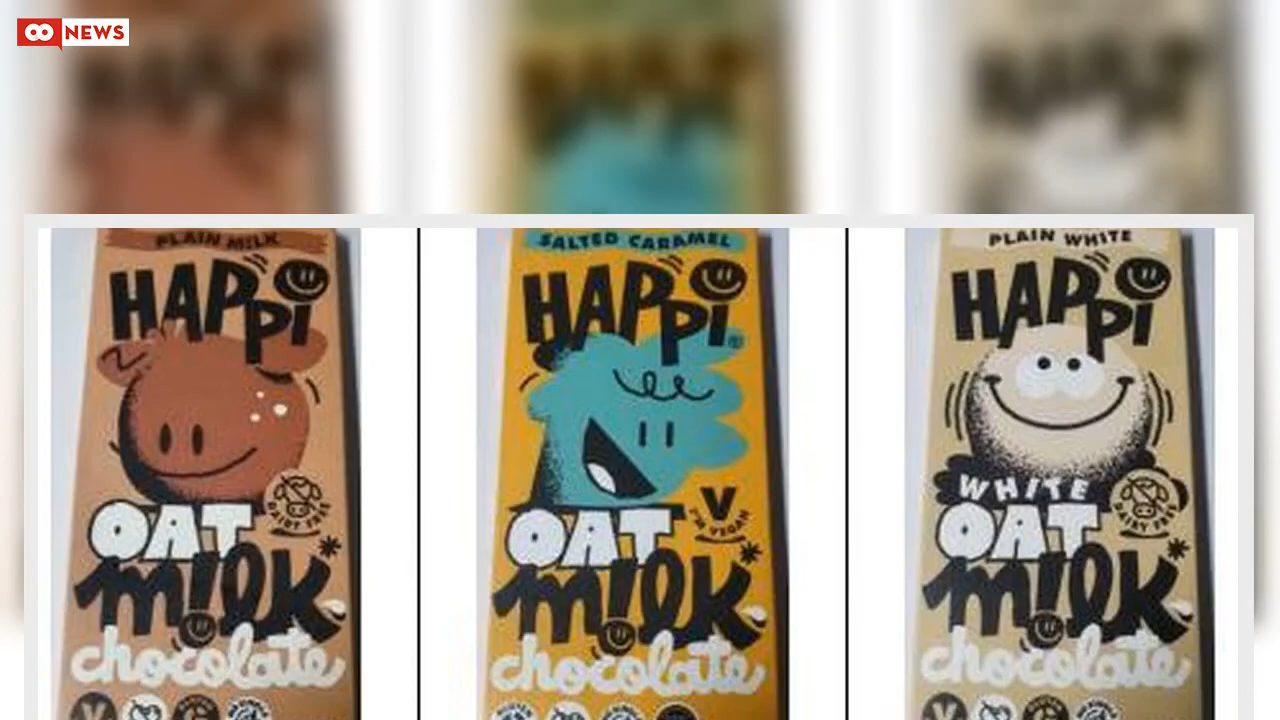 NEWS
PLAIN MILK
HAPPi
DAIRY FREE
OAT
m!lk*
chocolate
V
SALTED CARAMEL
HAPPi
V
I'M VEGAN
OAT
m!lk*
chocolate
PLAIN WHITE
HAPPi
WHITE
DAIRY FREE
OAT
m!lk*
chocolate
V